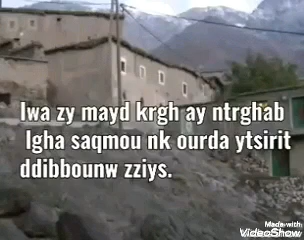 Iwa zy mayd krgh ay ntrghab
Igha saqmou nk ourda ytsirit
ddibbounw zziys.
Made with
VideoShow